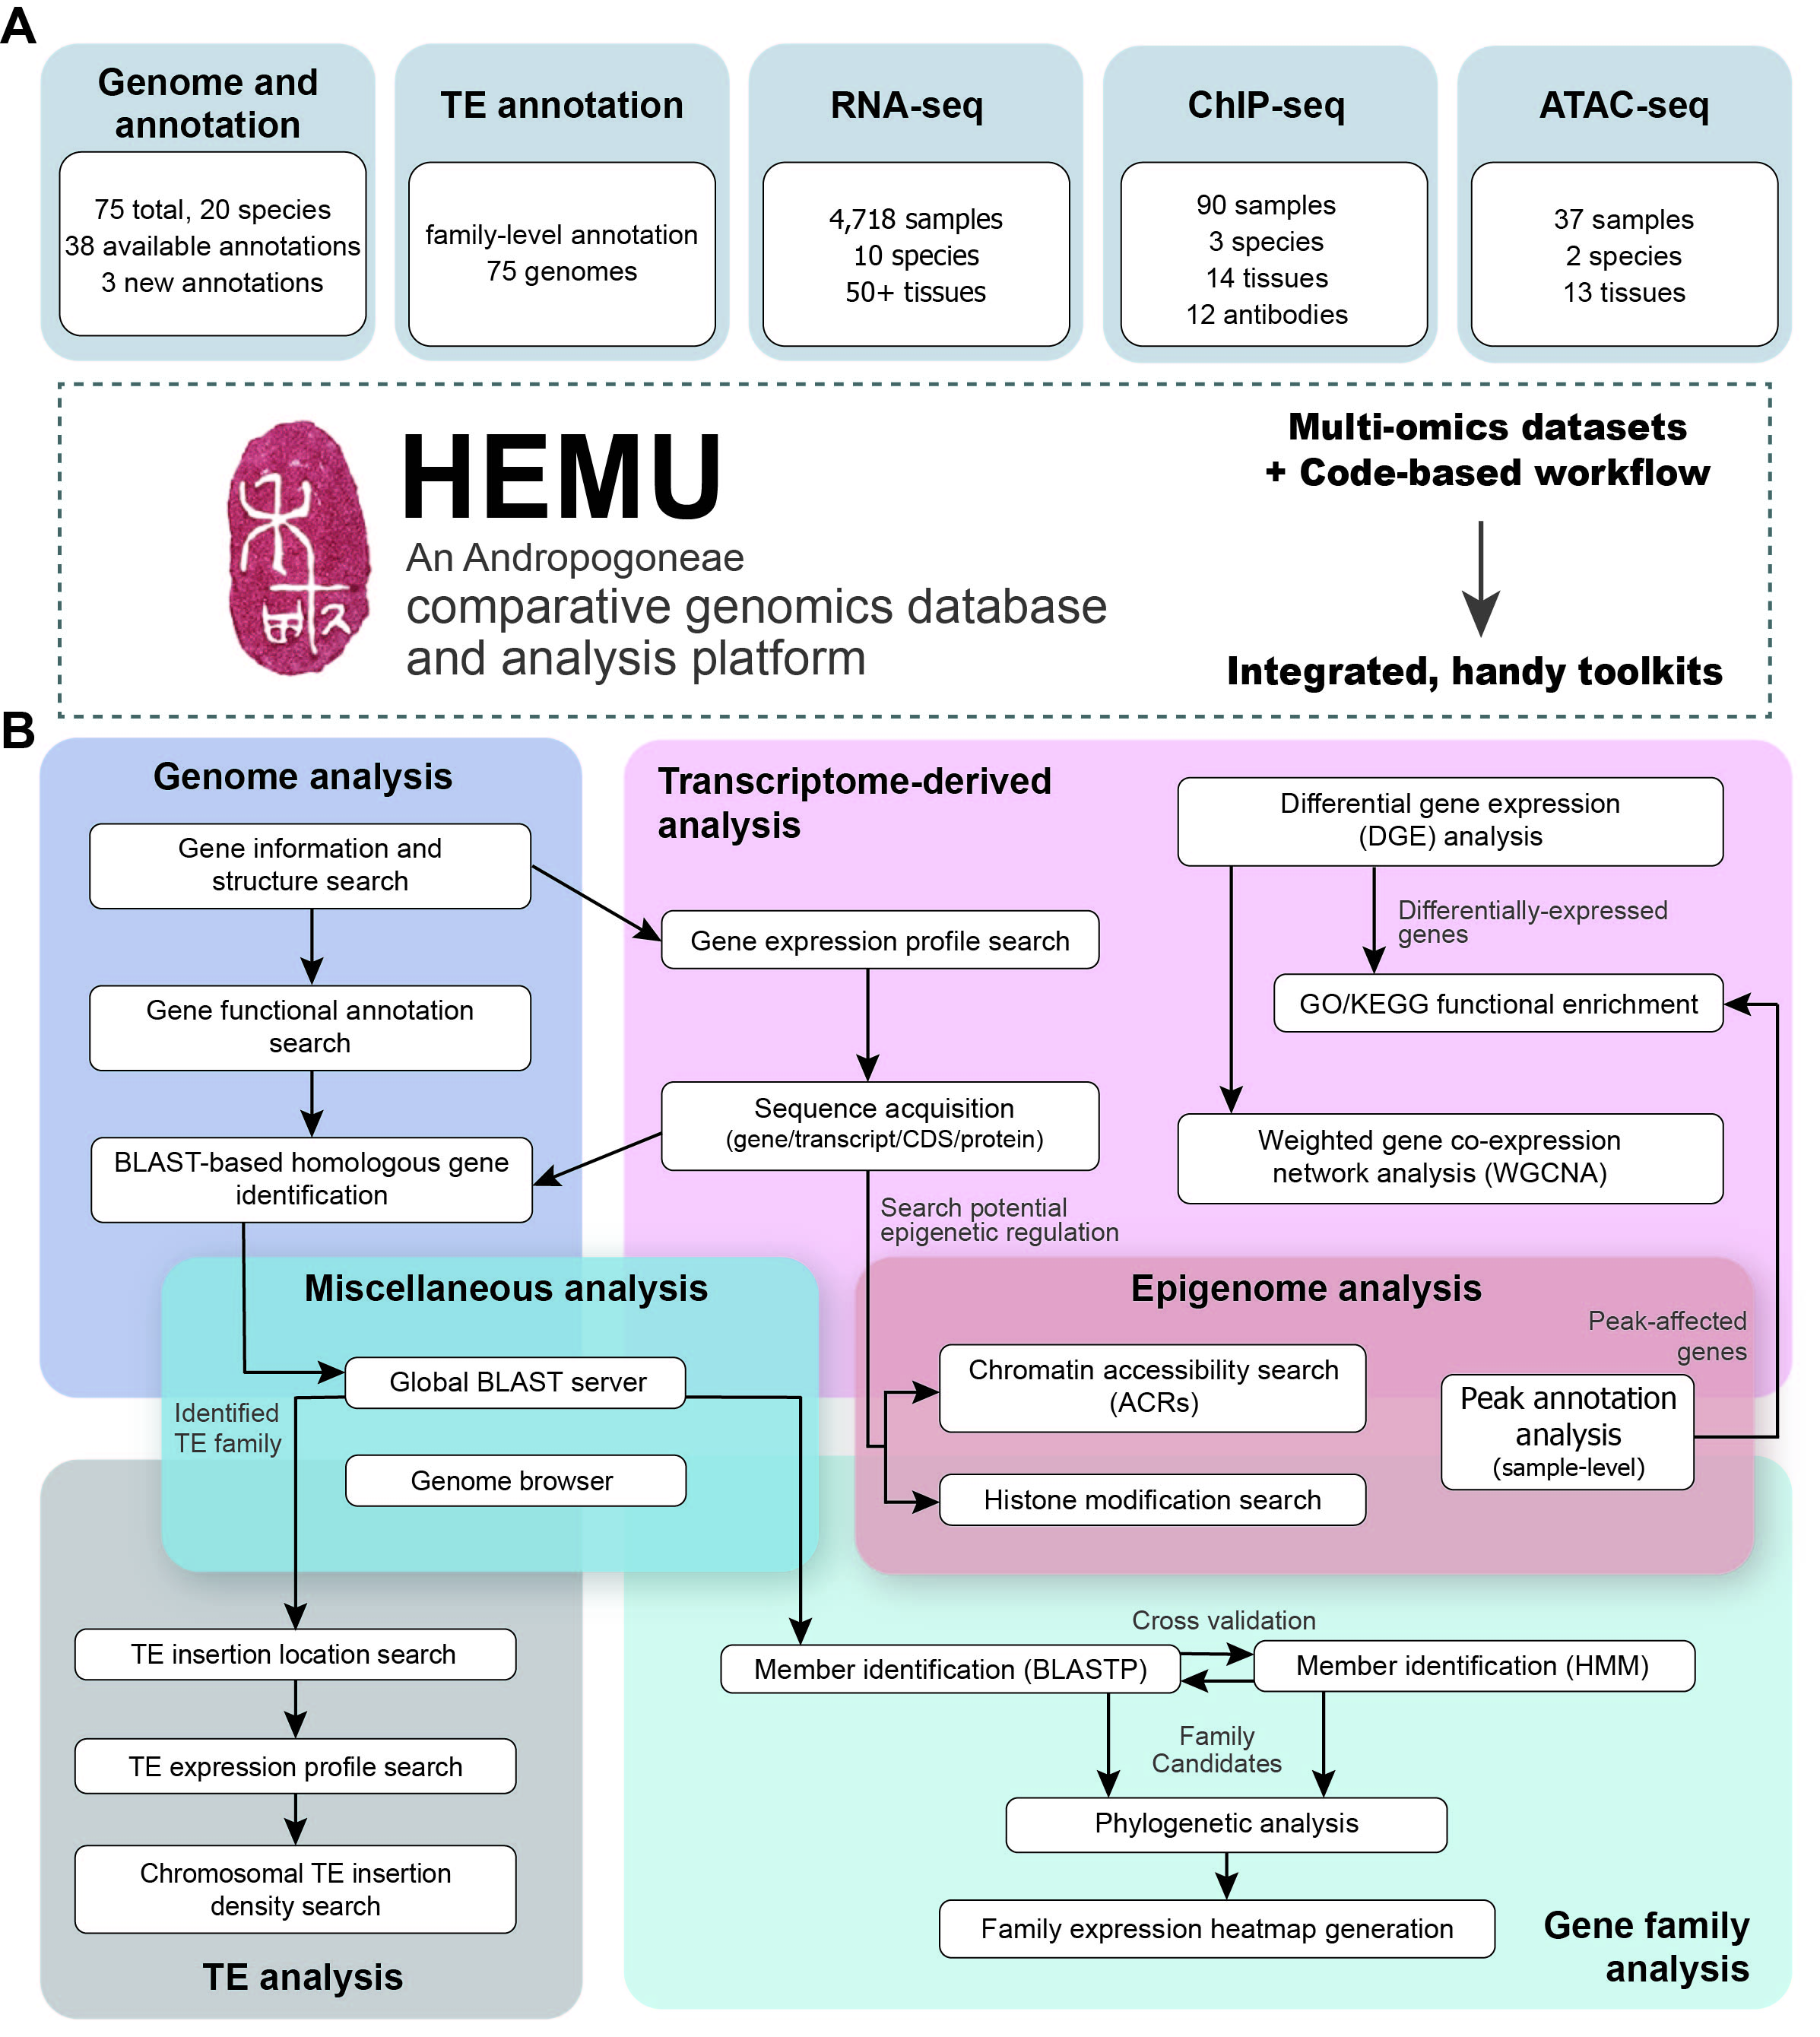 A
Genome and
annotation
75 total, 20 species
38 available annotations
3 new annotations
TE annotation
family-level annotation
75 genomes
RNA-seq
4,718 samples
10 species
50+ tissues
ChIP-seq
90 samples
3 species
14 tissues
12 antibodies
ATAC-seq
37 samples
2 species
13 tissues
HEMU
An Andropogoneae
comparative genomics database
and analysis platform
Multi-omics datasets
+ Code-based workflow
Integrated, handy toolkits
B
Genome analysis
Gene information and
structure search
Gene functional annotation
search
BLAST-based homologous gene
identification
Transcriptome-derived
analysis
Gene expression profile search
Sequence acquisition
(gene/transcript/CDS/protein)
Search potential
epigenetic regulation
Differential gene expression
(DGE) analysis
Differentially-expressed
genes
GO/KEGG functional enrichment
Weighted gene co-expression
network analysis (WGCNA)
Miscellaneous analysis
Global BLAST server
Identified
TE family
Genome browser
Epigenome analysis
Chromatin accessibility search
(ACRs)
Histone modification search
Peak-affected
genes
Peak annotation
analysis
(sample-level)
TE insertion location search
TE expression profile search
Chromosomal TE insertion
density search
TE analysis
Cross validation
Member identification (BLASTP)
Member identification (HMM)
Family
Candidates
Phylogenetic analysis
Family expression heatmap generation
Gene family
analysis